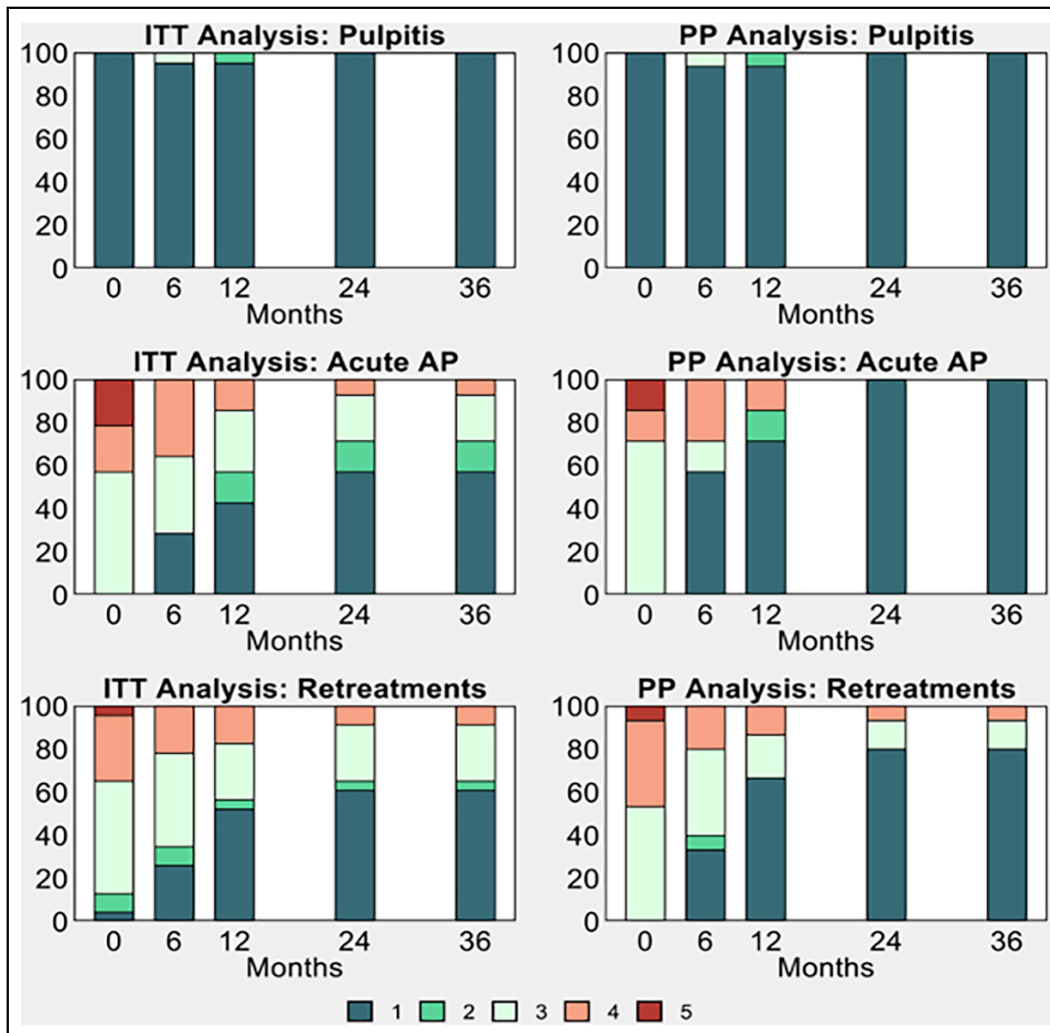 ITT Analysis: Pulpitis
100
80
60
40
20
0
0 6 12 24 36
Months
PP Analysis: Pulpitis
100
80
60
40
20
0
0 6 12 24 36
Months
ITT Analysis: Acute AP
100
80
60
40
20
0
0 6 12 24 36
Months
PP Analysis: Acute AP
100
80
60
40
20
0
0 6 12 24 36
Months
ITT Analysis: Retreatments
100
80
60
40
20
0
0 6 12 24 36
Months
PP Analysis: Retreatments
100
80
60
40
20
0
0 6 12 24 36
Months
1 2 3 4 5